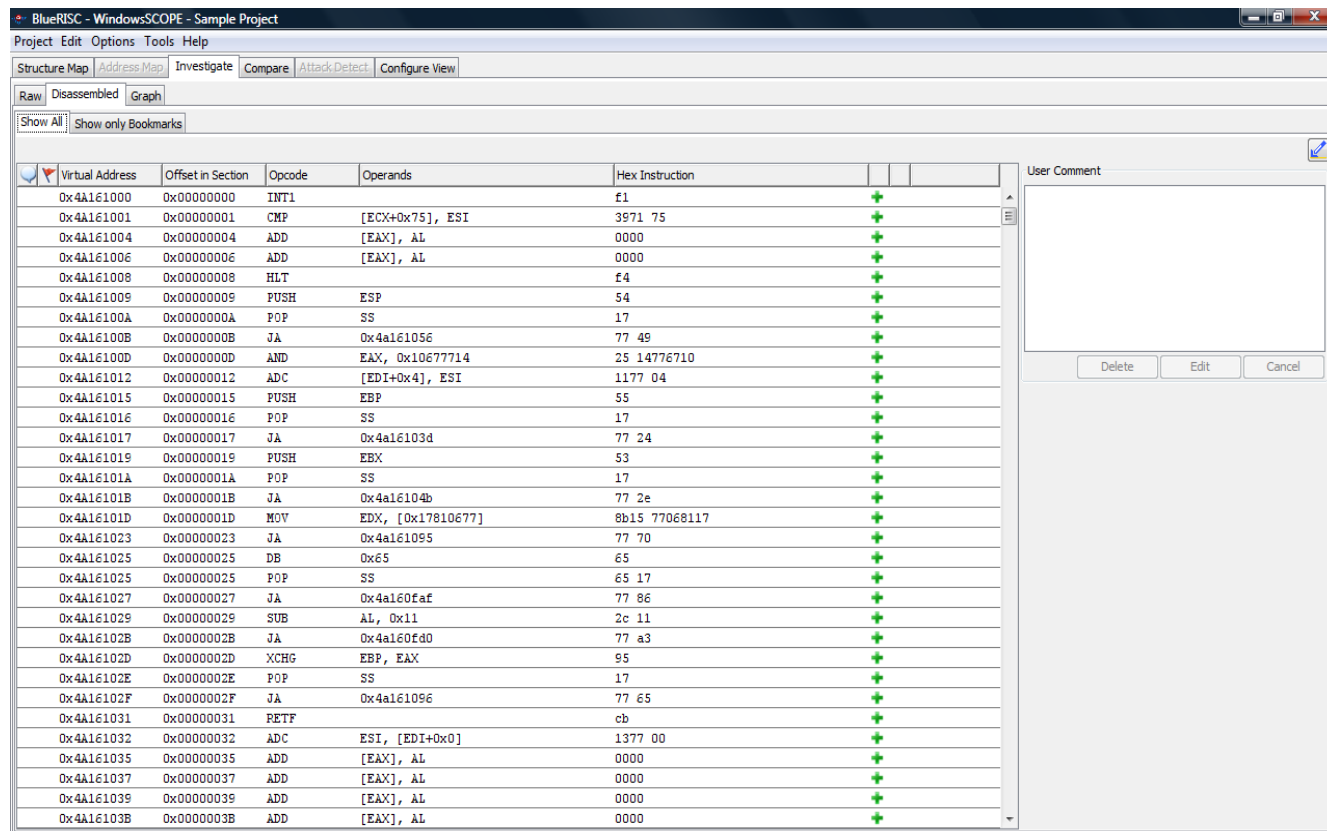 BlueRISC - WindowsSCOPE - Sample Project
Project Edit Options Tools Help
Structure Map Address Map Investigate Compare Attack Detect Configure View
Raw Disassembled Graph
Show All Show only Bookmarks
Virtual Address Offset in Section Opcode Operands Hex Instruction User Comment
0x4A161000 0x00000000 INT1 f1
0x4A161001 0x00000001 CMP [ECX+0x75], ESI 3971 75
0x4A161004 0x00000004 ADD [EAX], AL 0000
0x4A161006 0x00000006 ADD [EAX], AL 0000
0x4A161008 0x00000008 HLT f4
0x4A161009 0x00000009 PUSH ESP 54
0x4A16100A 0x0000000A POP SS 17
0x4A16100B 0x0000000B JA 0x4a161056 77 49
0x4A16100D 0x0000000D AND EAX, 0x10677714 25 14776710
0x4A161012 0x00000012 ADC [EDI+0x4], ESI 1177 04
0x4A161015 0x00000015 PUSH EBP 55
0x4A161016 0x00000016 POP SS 17
0x4A161017 0x00000017 JA 0x4a16103d 77 24
0x4A161019 0x00000019 PUSH EBX 53
0x4A16101A 0x0000001A POP SS 17
0x4A16101B 0x0000001B JA 0x4a16104b 77 2e
0x4A16101D 0x0000001D MOV EDX, [0x17810677] 8b15 77068117
0x4A161023 0x00000023 JA 0x4a161095 77 70
0x4A161025 0x00000025 DB 0x65 65
0x4A161025 0x00000025 POP SS 65 17
0x4A161027 0x00000027 JA 0x4a160faf 77 86
0x4A161029 0x00000029 SUB AL, 0x11 2c 11
0x4A16102B 0x0000002B JA 0x4a160fd0 77 a3
0x4A16102D 0x0000002D XCHG EBP, EAX 95
0x4A16102E 0x0000002E POP SS 17
0x4A16102F 0x0000002F JA 0x4a161096 77 65
0x4A161031 0x00000031 RETF cb
0x4A161032 0x00000032 ADC ESI, [EDI+0x0] 1377 00
0x4A161035 0x00000035 ADD [EAX], AL 0000
0x4A161037 0x00000037 ADD [EAX], AL 0000
0x4A161039 0x00000039 ADD [EAX], AL 0000
0x4A16103B 0x0000003B ADD [EAX], AL 0000
Delete Edit Cancel